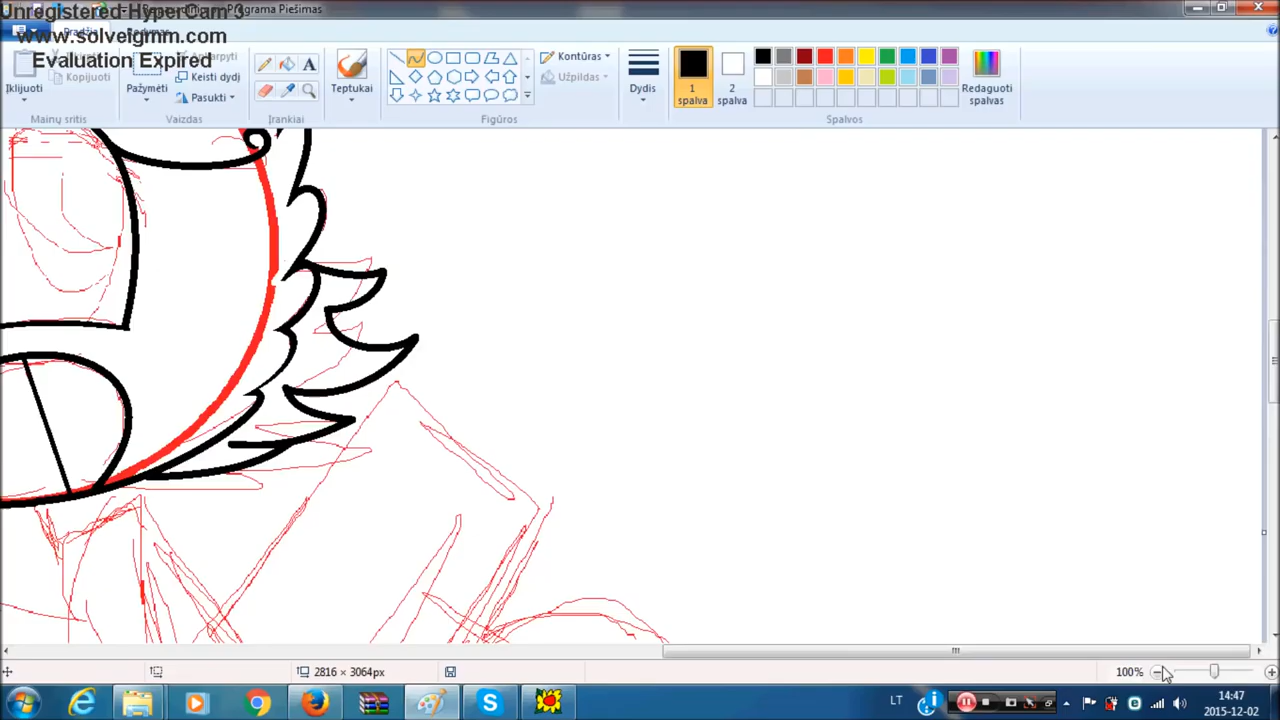 Unregistered HyperCam 3
Programa Piešimas
www.solveigmm.com
Evaluation Expired
Įklijuoti
Kopijuoti
Mainų sritis
Pažymėti
Apkarpyti
Keisti dydį
Pasukti
Vaizdas
Įrankiai
Teptukai
Kontūras
Užpildas
Figūros
Dydis
1
spalva
2
spalva
Redaguoti
spalvas
Spalvos
2816 × 3064px
100%
LT
14:47
2015-12-02